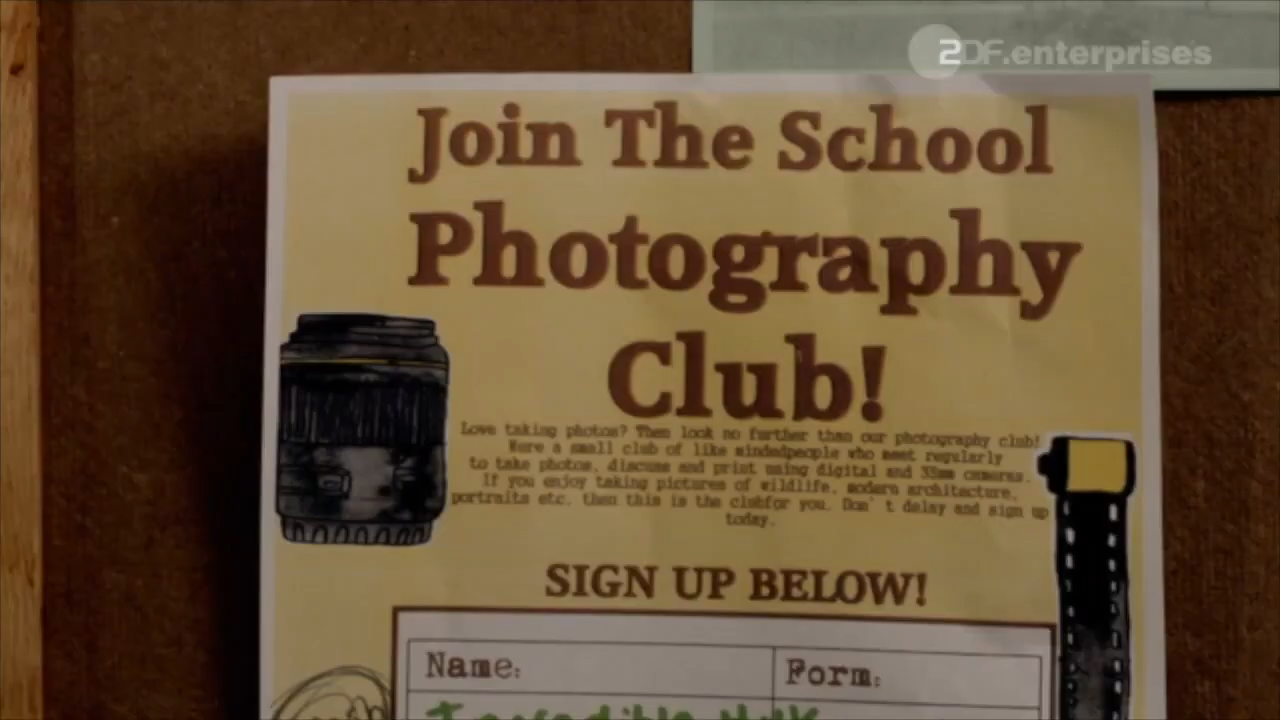 2DF.enterprises
Join The School
Photography
Club!
Love taking photos? Then look no further than our photography club!
Were a small club of like mindedpeople who meet regularly
to take photos, discuss and print using digital and 35mm cameras.
If you enjoy taking pictures of wildlife, modern architecture,
portraits etc. then this is the clubfor you. Don't delay and sign up
today.
SIGN UP BELOW!
Name:
Form:
Incredible Hulk